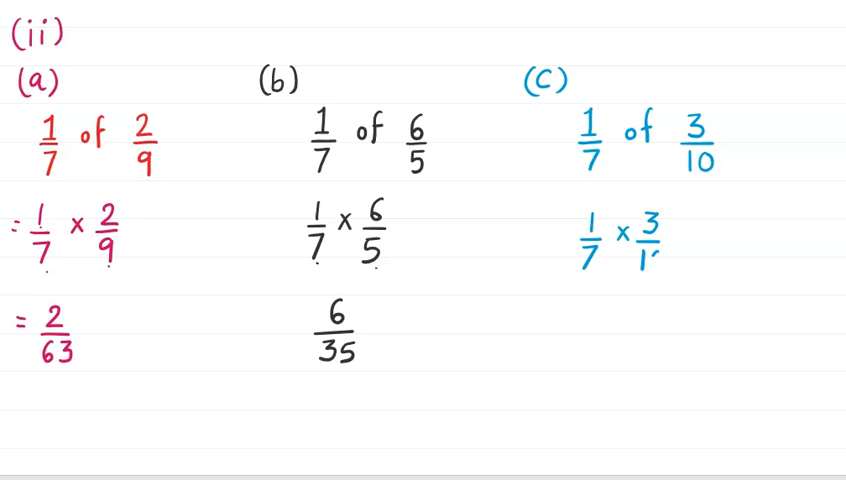 (ii)
(a) (b) (c)
1/7 of 2/9 1/7 of 6/5 1/7 of 3/10
= 1/7 × 2/9 1/7 × 6/5 1/7 × 3/1
= 2/63 6/35